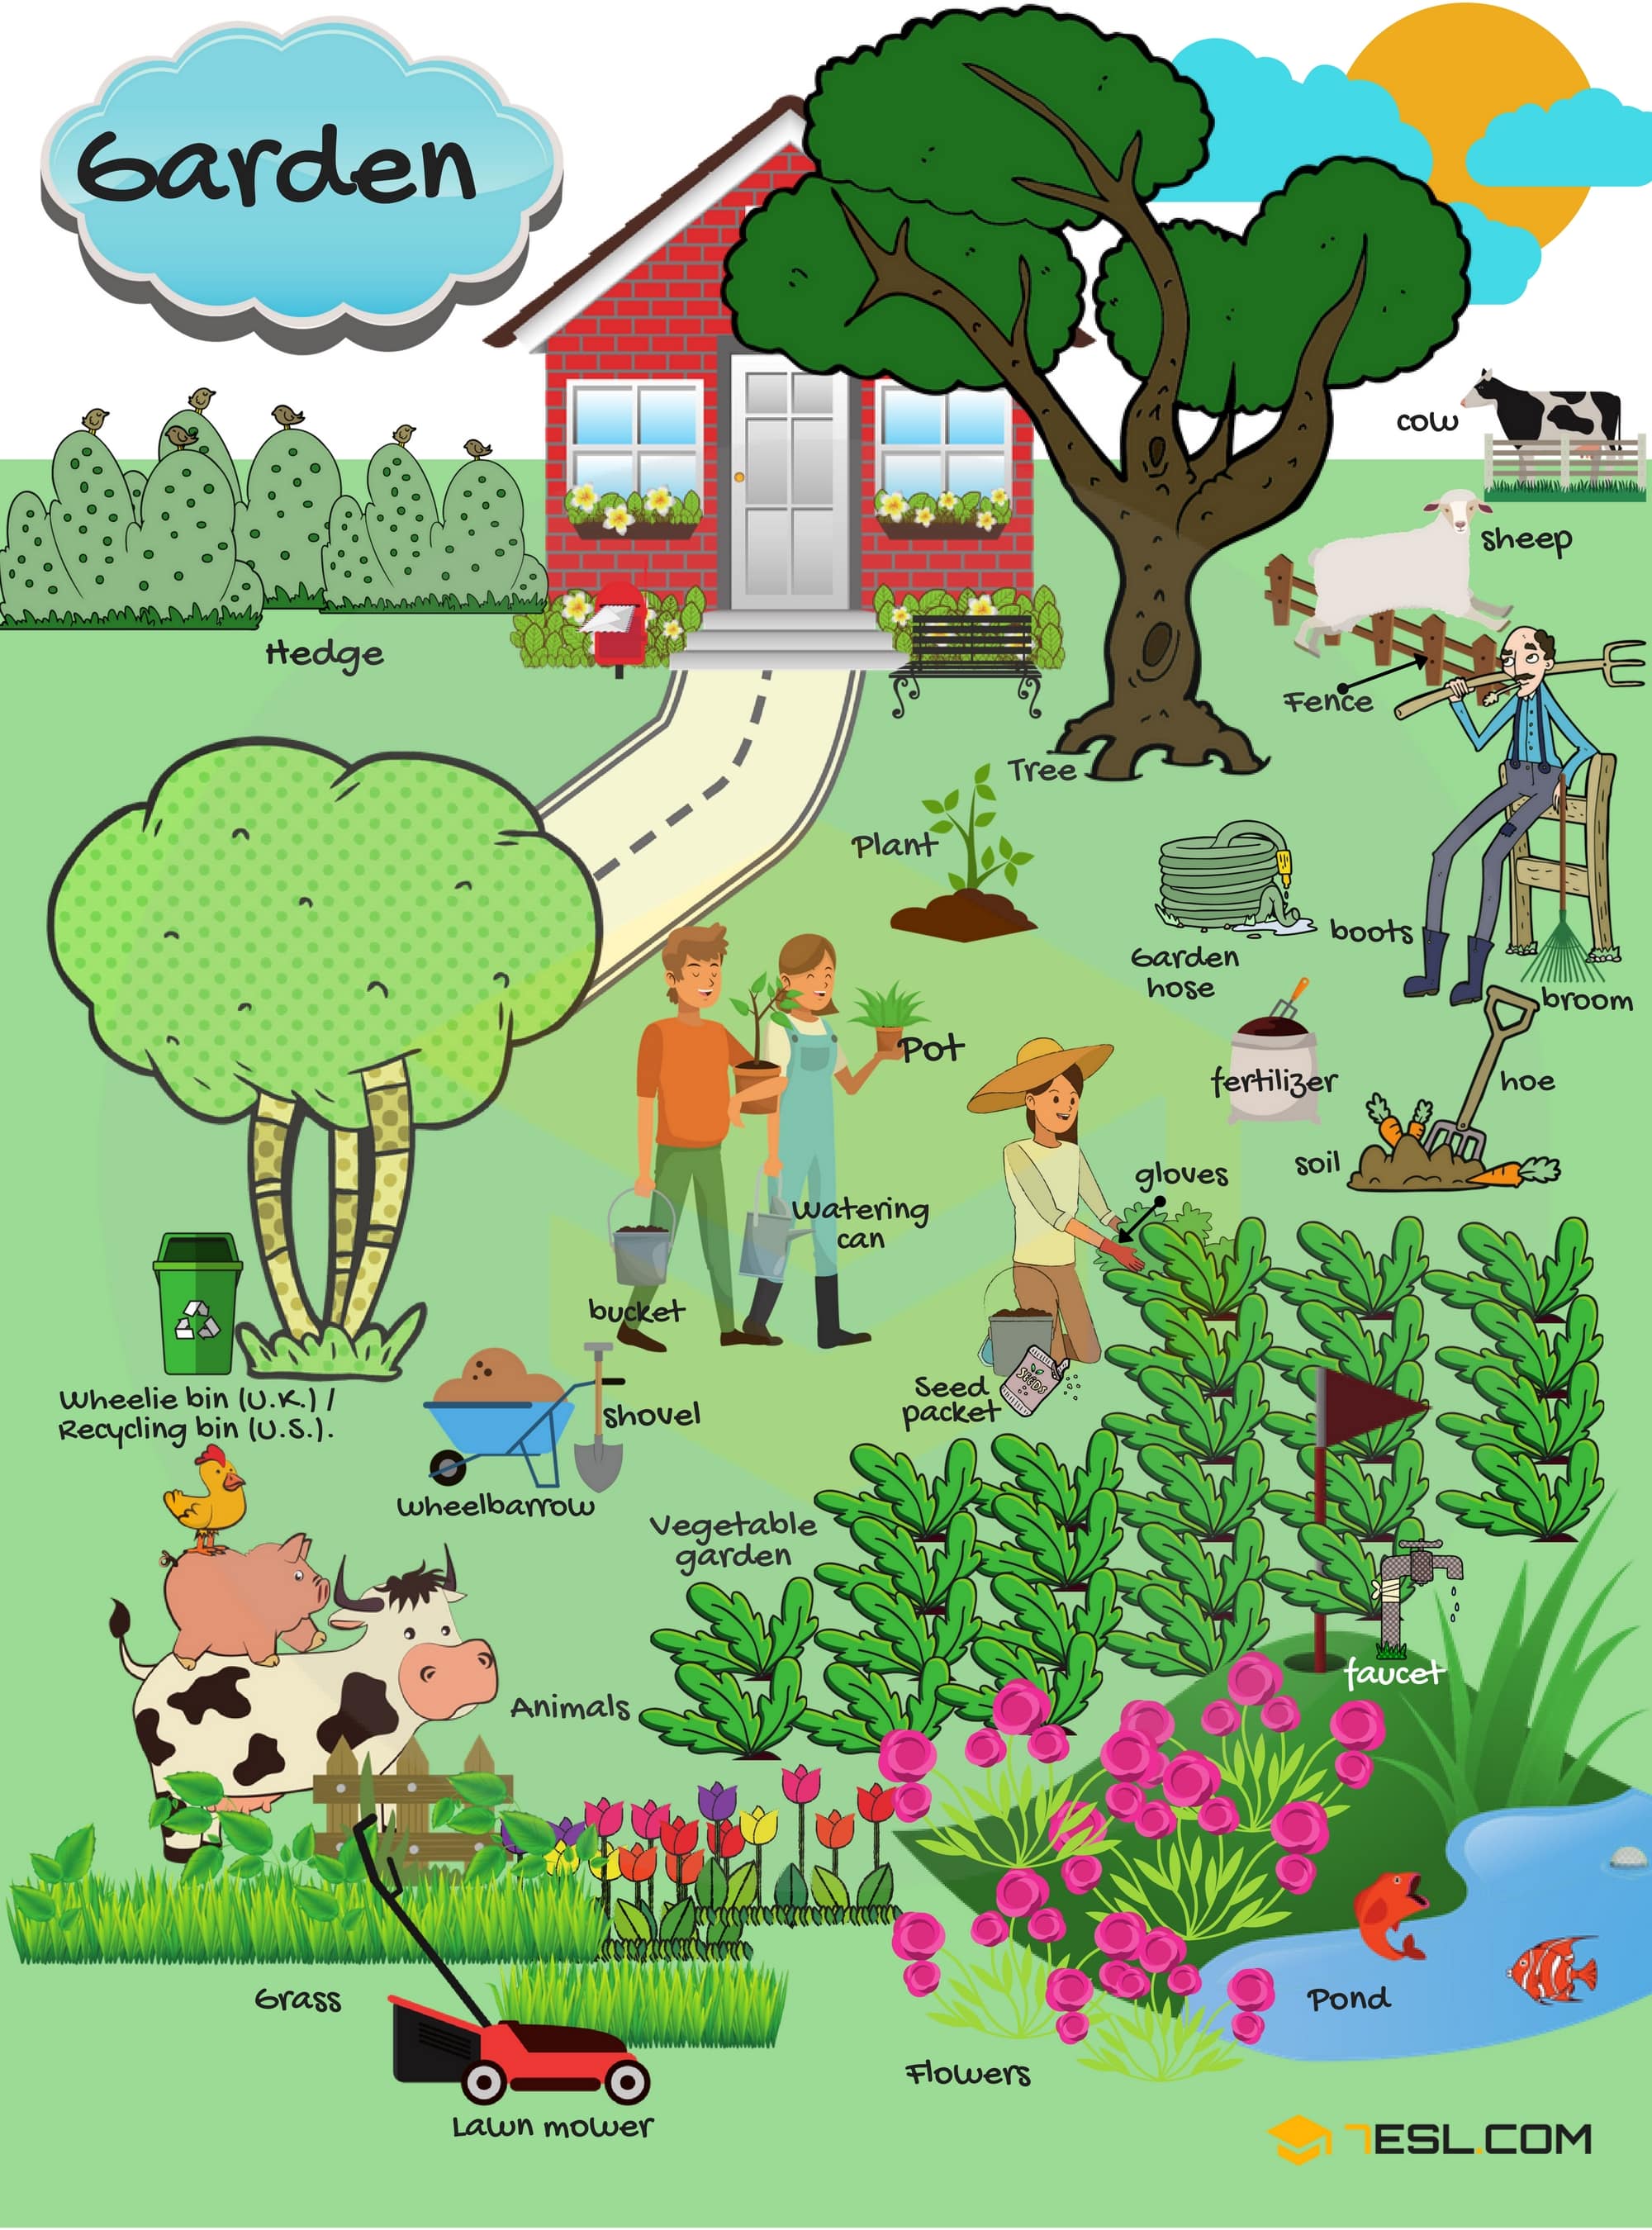 Garden
cow
sheep
Hedge
Fence
Tree
Plant
boots
Garden
hose
broom
Pot
fertilizer
hoe
soil
gloves
Watering
can
bucket
Seed
packet
SEEDS
Wheelie bin (U.K.) /
Recycling bin (U.S.).
shovel
wheelbarrow
Vegetable
garden
faucet
Animals
Grass
Pond
Flowers
Lawn mower
7ESL.COM